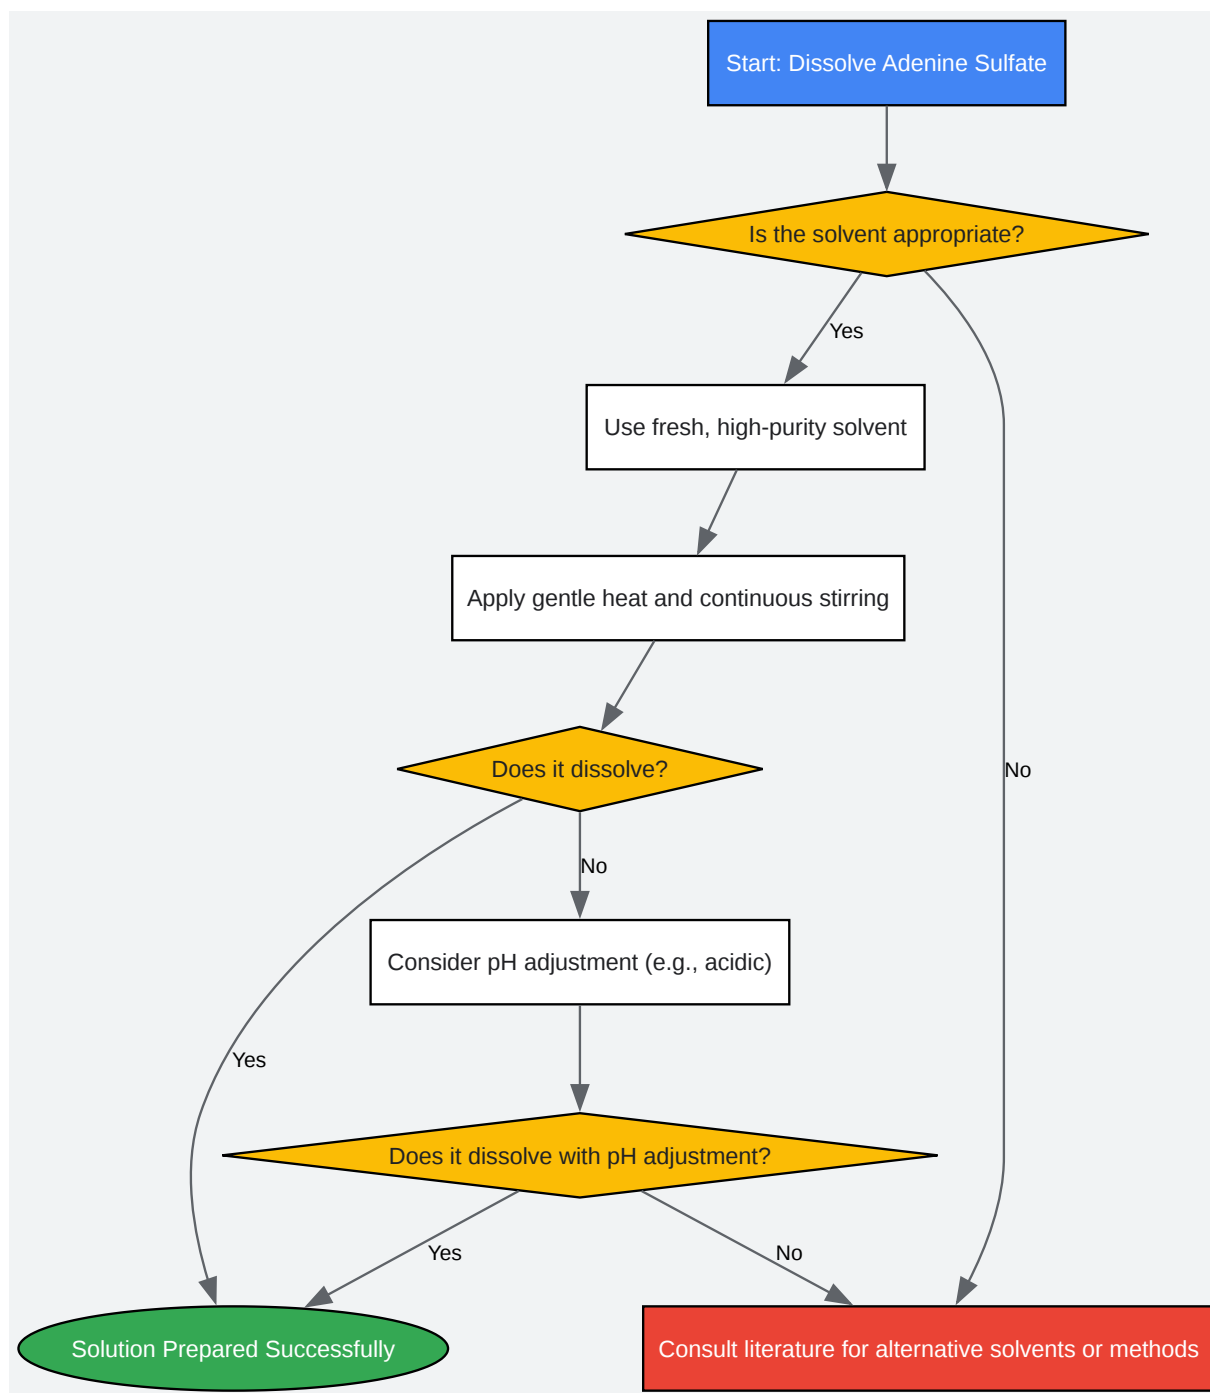 Start: Dissolve Adenine Sulfate
Is the solvent appropriate?
Yes
Use fresh, high-purity solvent
Apply gentle heat and continuous stirring
Does it dissolve?
No
No
Consider pH adjustment (e.g., acidic)
Yes
Does it dissolve with pH adjustment?
Yes
No
Solution Prepared Successfully
Consult literature for alternative solvents or methods